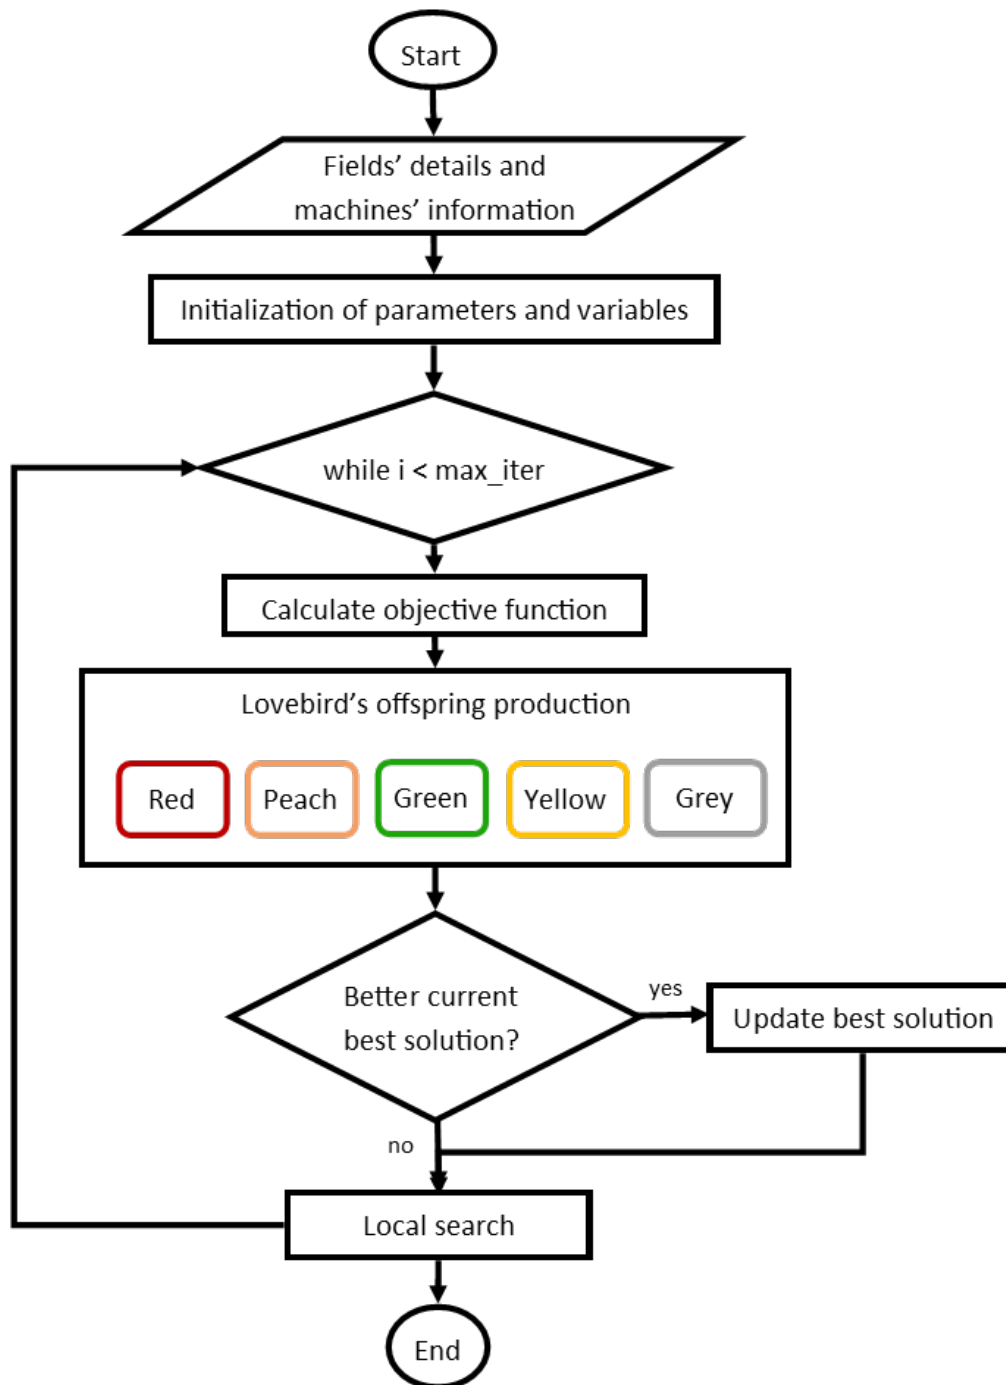 Start
Fields’ details and
machines’ information
Initialization of parameters and variables
while i < max_iter
Calculate objective function
Lovebird’s offspring production
Red
Peach
Green
Yellow
Grey
Better current
best solution?
yes
Update best solution
no
Local search
End